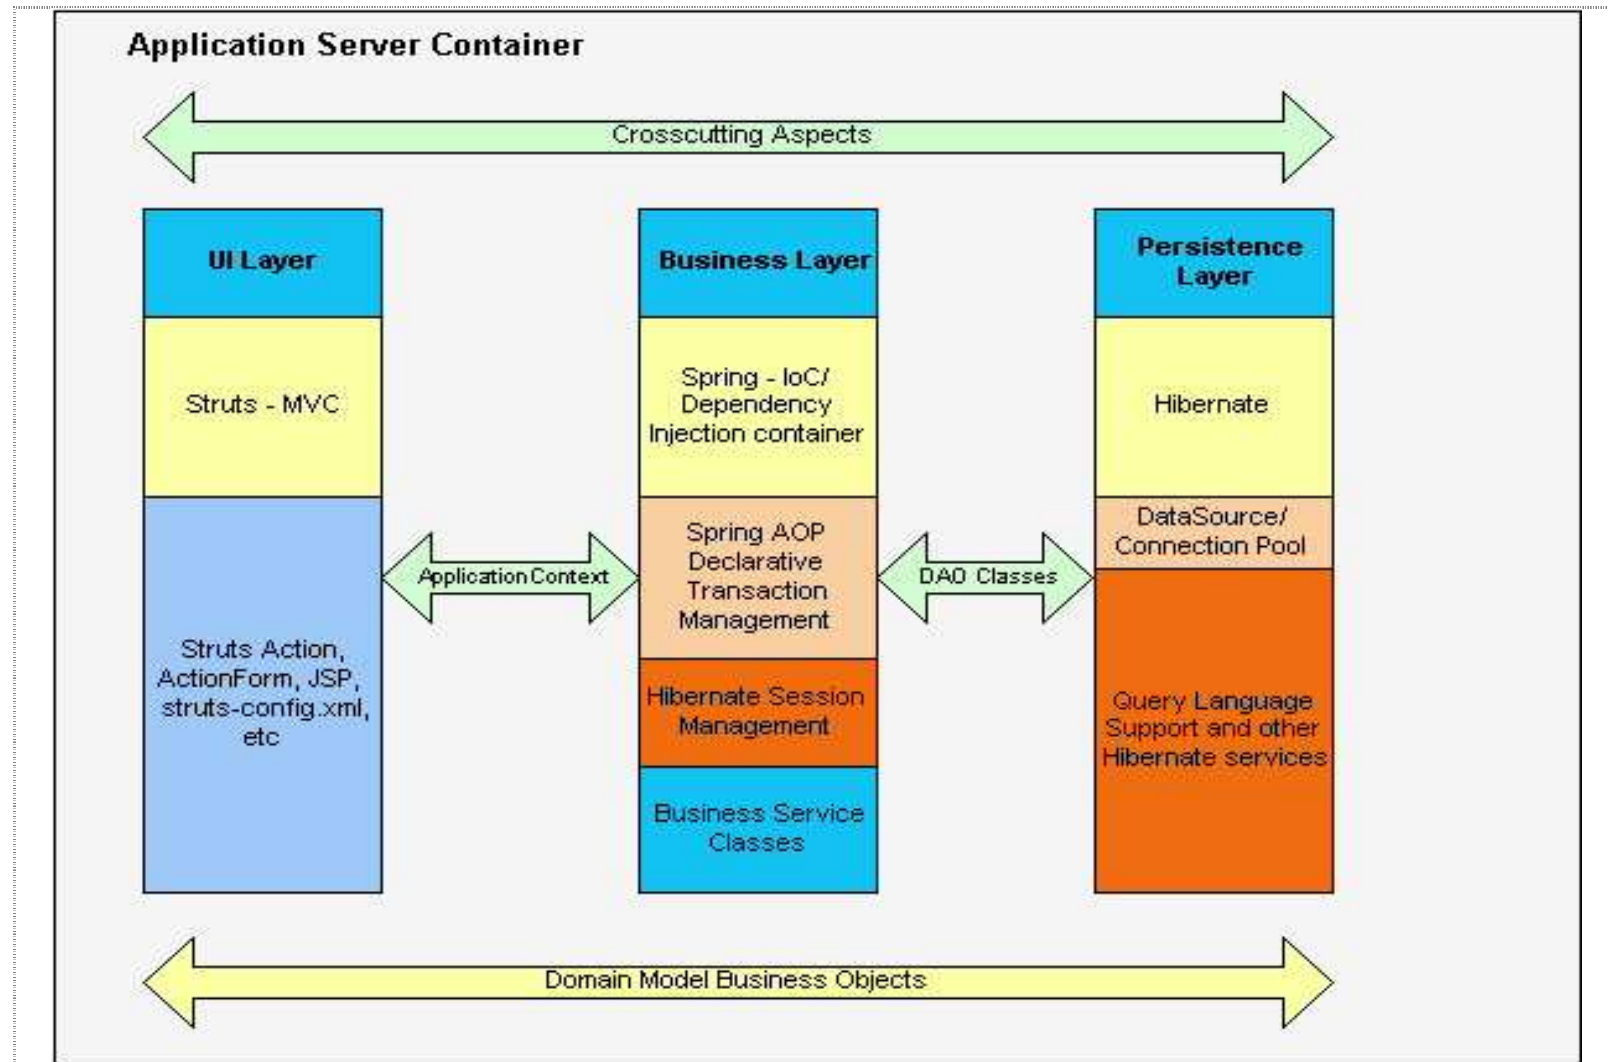 Application Server Container
Crosscutting Aspects
UI Layer
Struts - MVC
Struts Action,
ActionForm, JSP,
struts-config.xml,
etc
Application Context
Business Layer
Spring - IoC/
Dependency
Injection container
Spring AOP
Declarative
Transaction
Management
Hibernate Session
Management
Business Service
Classes
DAO Classes
Persistence
Layer
Hibernate
DataSource/
Connection Pool
Query Language
Support and other
Hibernate services
Domain Model Business Objects